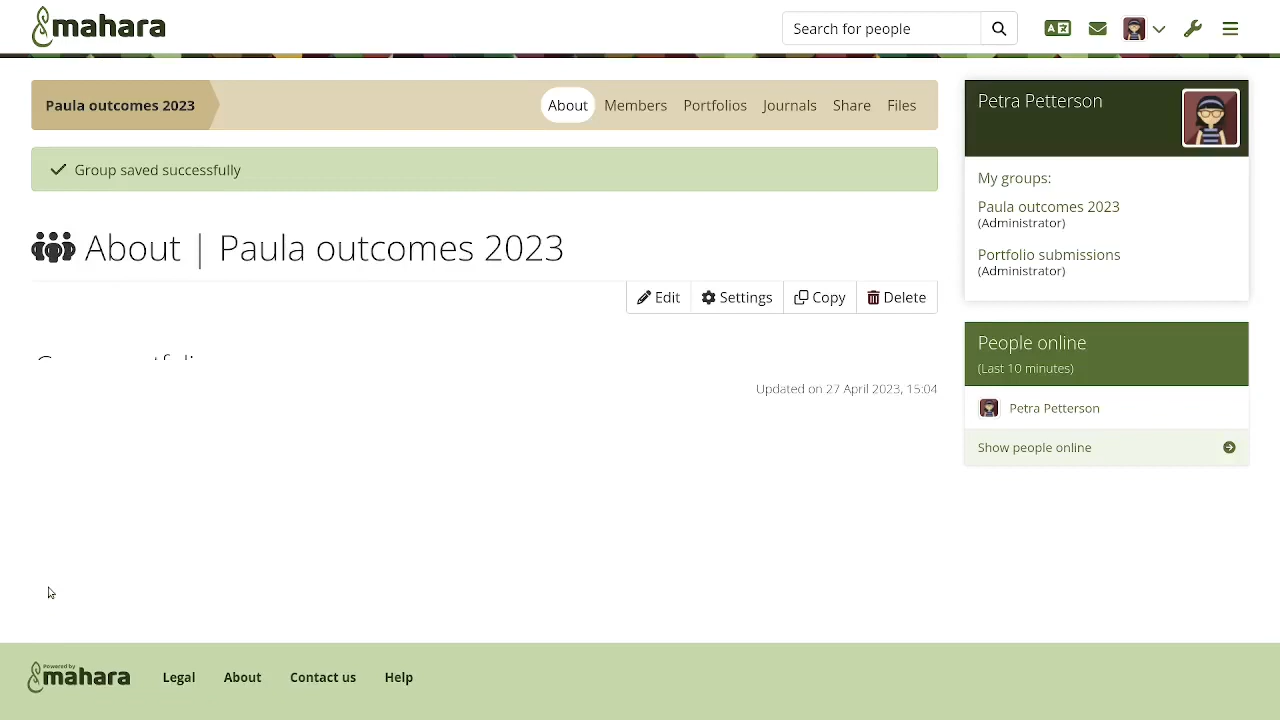 mahara
Search for people
Paula outcomes 2023
About Members Portfolios Journals Share Files
Group saved successfully
About | Paula outcomes 2023
Edit Settings Copy Delete
Updated on 27 April 2023, 15:04
Petra Petterson
My groups:
Paula outcomes 2023
(Administrator)
Portfolio submissions
(Administrator)
People online
(Last 10 minutes)
Petra Petterson
Show people online
Powered by
mahara
Legal About Contact us Help